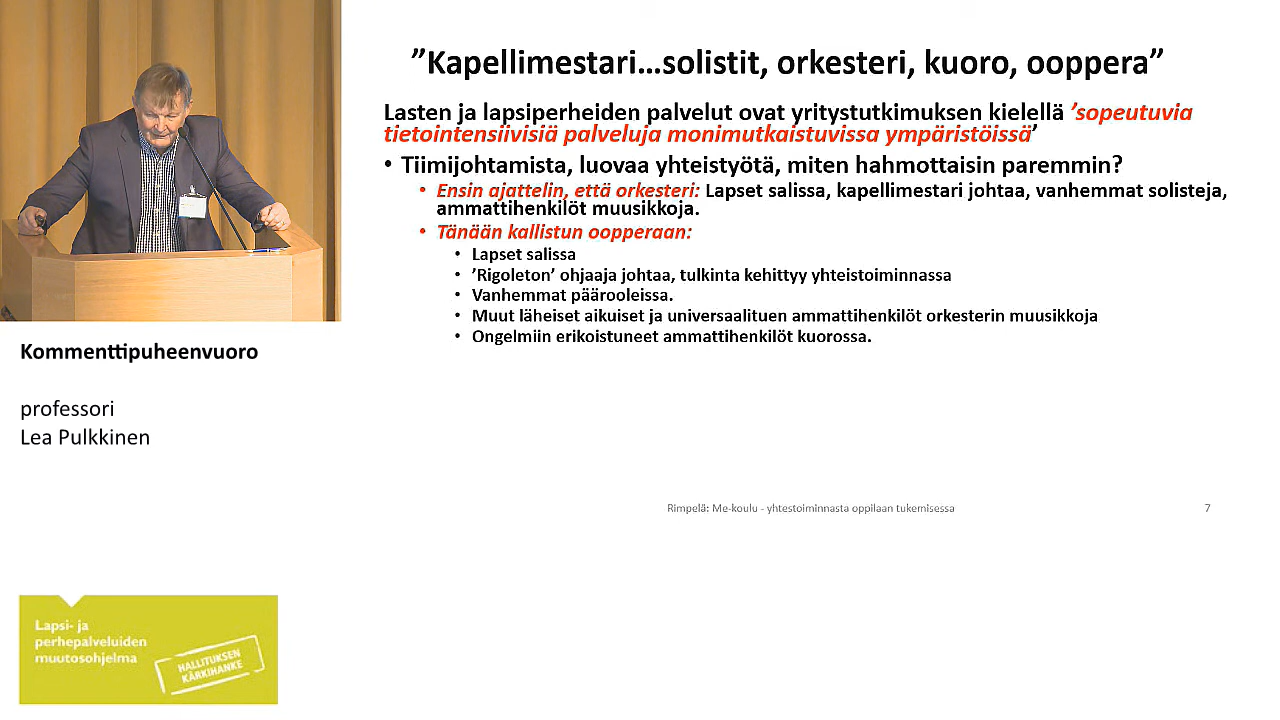 ”Kapellimestari…solistit, orkesteri, kuoro, ooppera”
Lasten ja lapsiperheiden palvelut ovat yritystutkimuksen kielellä ’sopeutuvia
tietointensiivisiä palveluja monimutkaistuvissa ympäristöissä’
• Tiimijohtamista, luovaa yhteistyötä, miten hahmottaisin paremmin?
• Ensin ajattelin, että orkesteri: Lapset salissa, kapellimestari johtaa, vanhemmat solisteja,
ammattihenkilöt muusikkoja.
• Tänään kallistun oopperaan:
• Lapset salissa
• ’Rigoleton’ ohjaaja johtaa, tulkinta kehittyy yhteistoiminnassa
• Vanhemmat päärooleissa.
• Muut läheiset aikuiset ja universaalituen ammattihenkilöt orkesterin muusikkoja
• Ongelmiin erikoistuneet ammattihenkilöt kuorossa.
Rimpelä: Me-koulu - yhtestoiminnasta oppilaan tukemisessa
7
Kommenttipuheenvuoro
professori
Lea Pulkkinen
Lapsi- ja
perhepalveluiden
muutosohjelma
HALLITUKSEN
KÄRKIHANKE